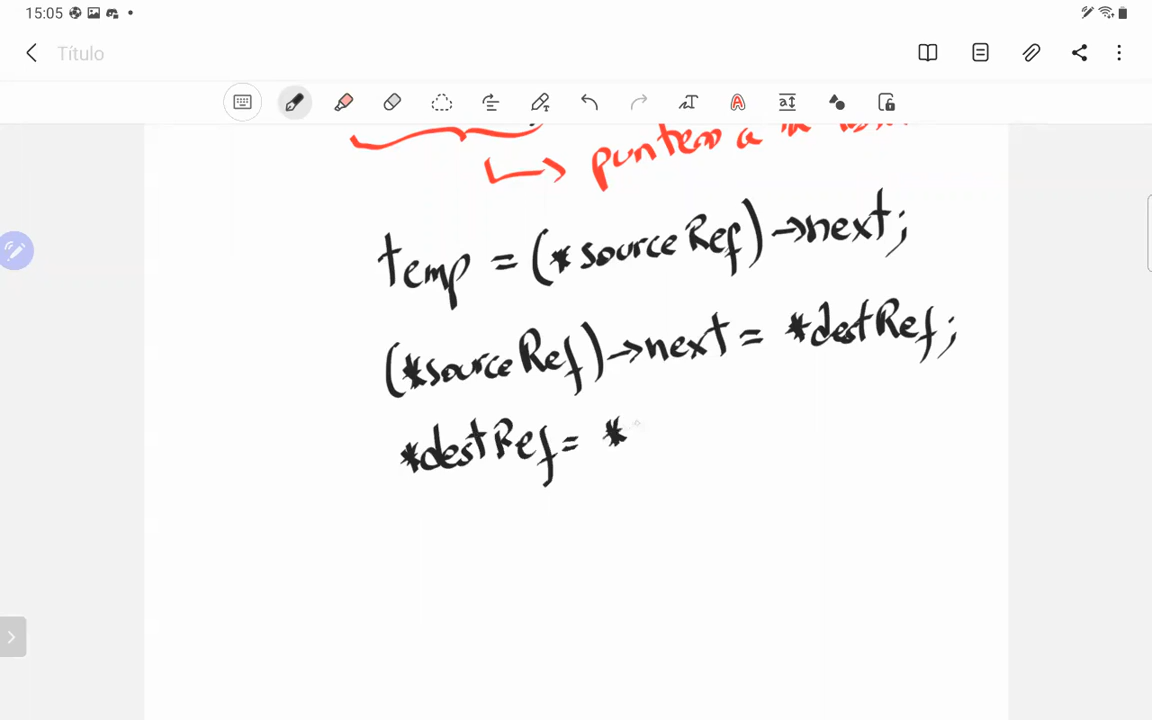 15:05
Título
puntero a
temp = (*sourceRef)->next;
(*sourceRef)->next = *destRef;
*destRef = *